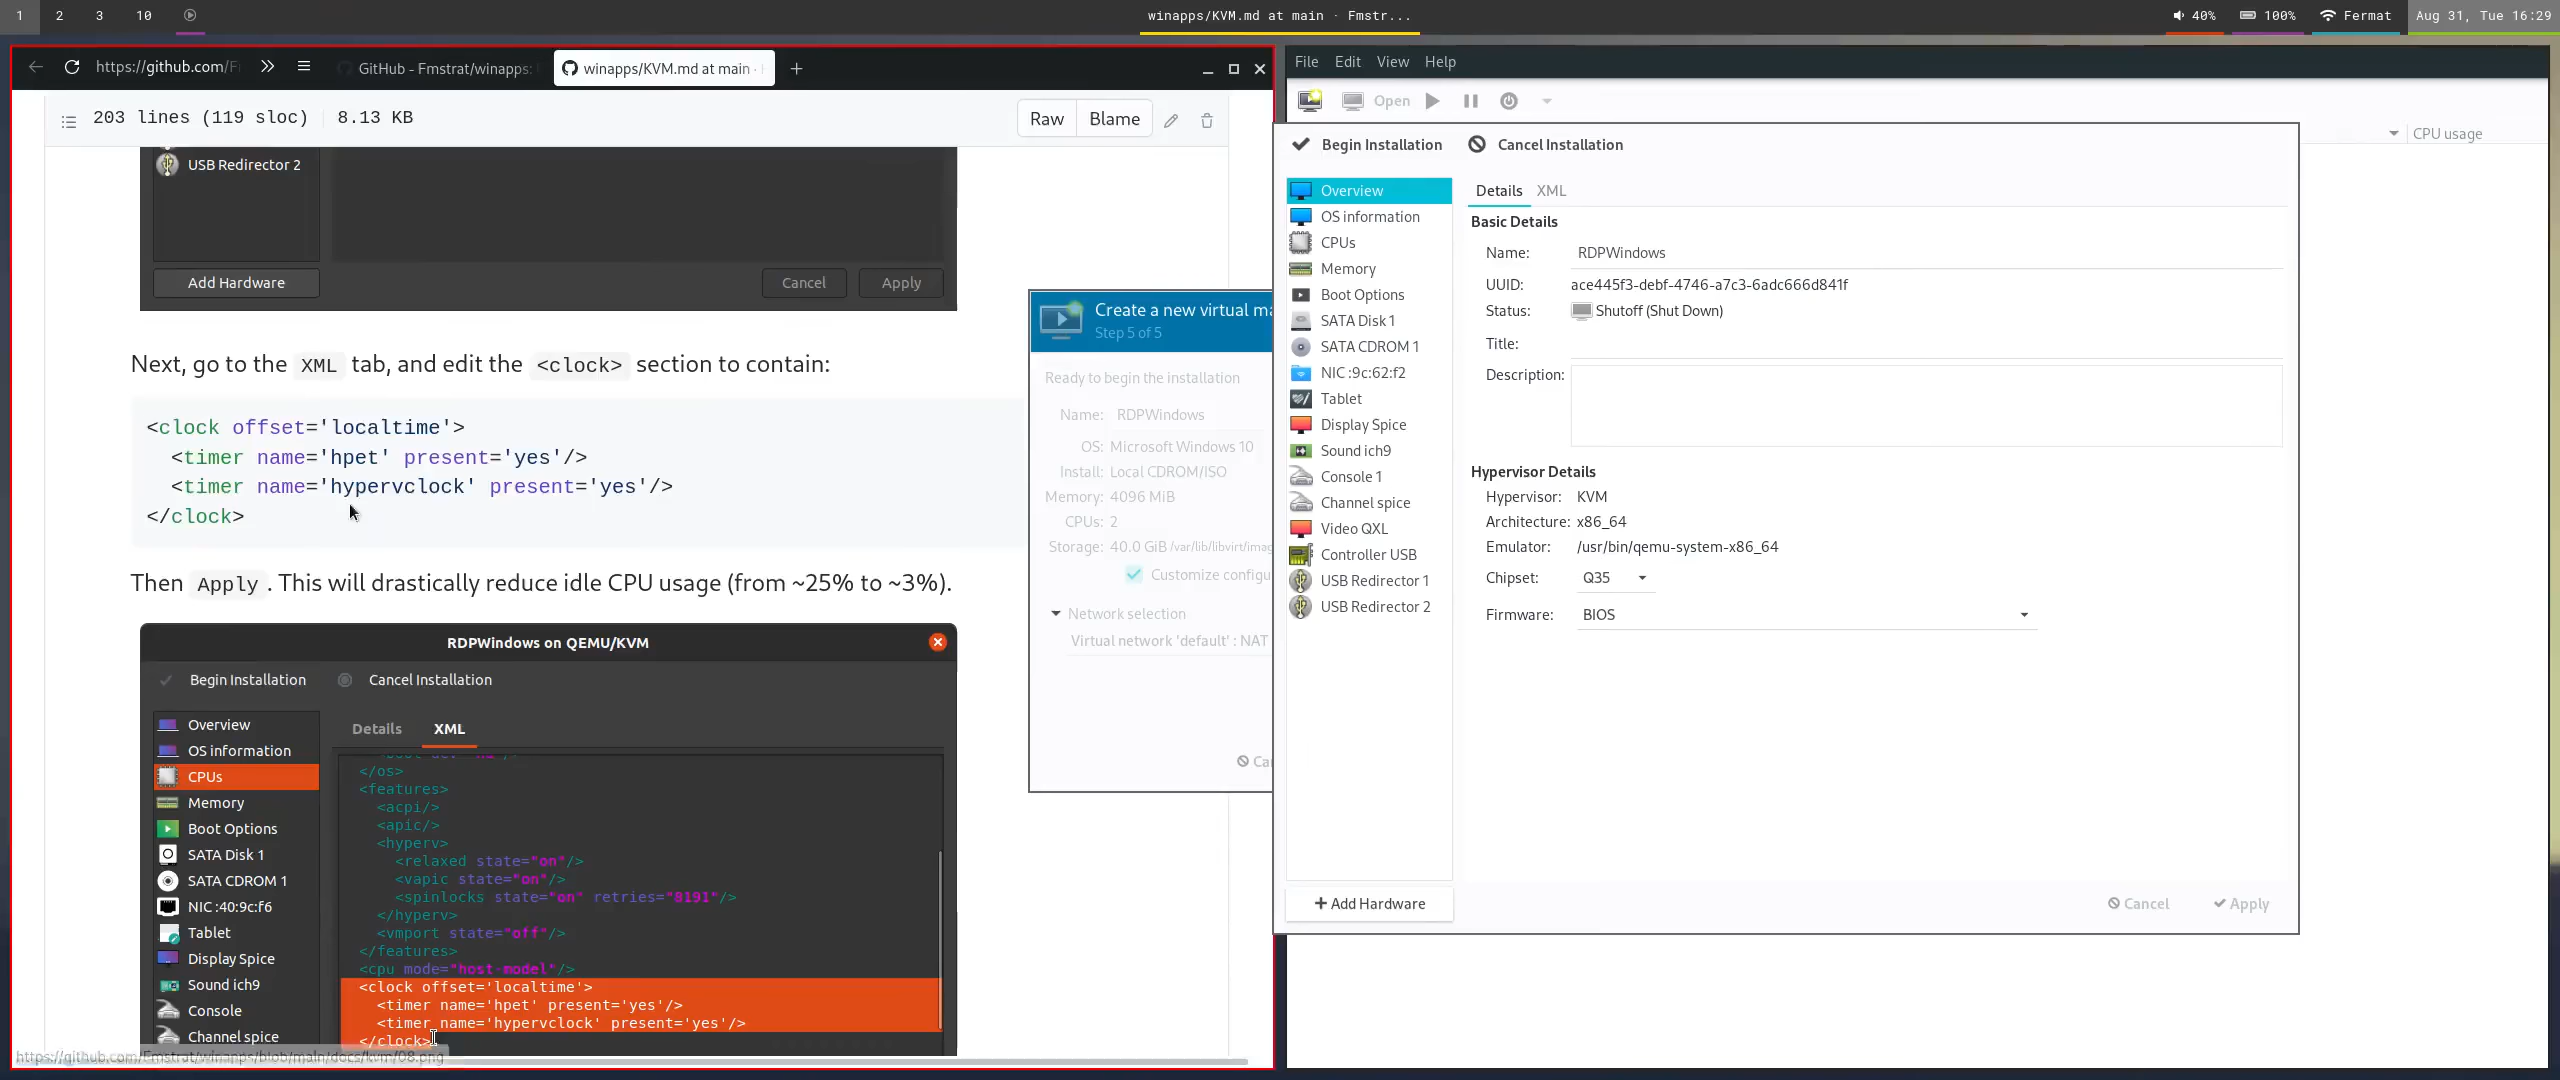 1 2 3 10
winapps/KVM.md at main · Fmstr...
40% 100% Fermat Aug 31, Tue 16:29
https://github.com/F
GitHub - Fmstrat/winapps:
winapps/KVM.md at main ·
203 lines (119 sloc) 8.13 KB
Raw Blame
USB Redirector 2
Add Hardware Cancel Apply
Next, go to the XML tab, and edit the <clock> section to contain:
<clock offset='localtime'>
<timer name='hpet' present='yes'/>
<timer name='hypervclock' present='yes'/>
</clock>
Then Apply . This will drastically reduce idle CPU usage (from ~25% to ~3%).
RDPWindows on QEMU/KVM
Begin Installation Cancel Installation
Overview
OS information
CPUs
Memory
Boot Options
SATA Disk 1
SATA CDROM 1
NIC :40:9c:f6
Tablet
Display Spice
Sound ich9
Console
Channel spice
Details XML
</os>
<features>
<acpi/>
<apic/>
<hyperv>
<relaxed state="on"/>
<vapic state="on"/>
<spinlocks state="on" retries="8191"/>
</hyperv>
<vmport state="off"/>
</features>
<cpu mode="host-model"/>
<clock offset='localtime'>
<timer name='hpet' present='yes'/>
<timer name='hypervclock' present='yes'/>
</clock>
https://github.com/Fmstrat/winapps/blob/main/docs/kvm/08.png
Create a new virtual ma
Step 5 of 5
Ready to begin the installation
Name: RDPWindows
OS: Microsoft Windows 10
Install: Local CDROM/ISO
Memory: 4096 MiB
CPUs: 2
Storage: 40.0 GiB /var/lib/libvirt/imag
Customize configu
Network selection
Virtual network 'default' : NAT
Ca
File Edit View Help
Open
CPU usage
Begin Installation Cancel Installation
Overview
OS information
CPUs
Memory
Boot Options
SATA Disk 1
SATA CDROM 1
NIC :9c:62:f2
Tablet
Display Spice
Sound ich9
Console 1
Channel spice
Video QXL
Controller USB
USB Redirector 1
USB Redirector 2
Add Hardware
Details XML
Basic Details
Name: RDPWindows
UUID: ace445f3-debf-4746-a7c3-6adc666d841f
Status: Shutoff (Shut Down)
Title:
Description:
Hypervisor Details
Hypervisor: KVM
Architecture: x86_64
Emulator: /usr/bin/qemu-system-x86_64
Chipset: Q35
Firmware: BIOS
Cancel Apply